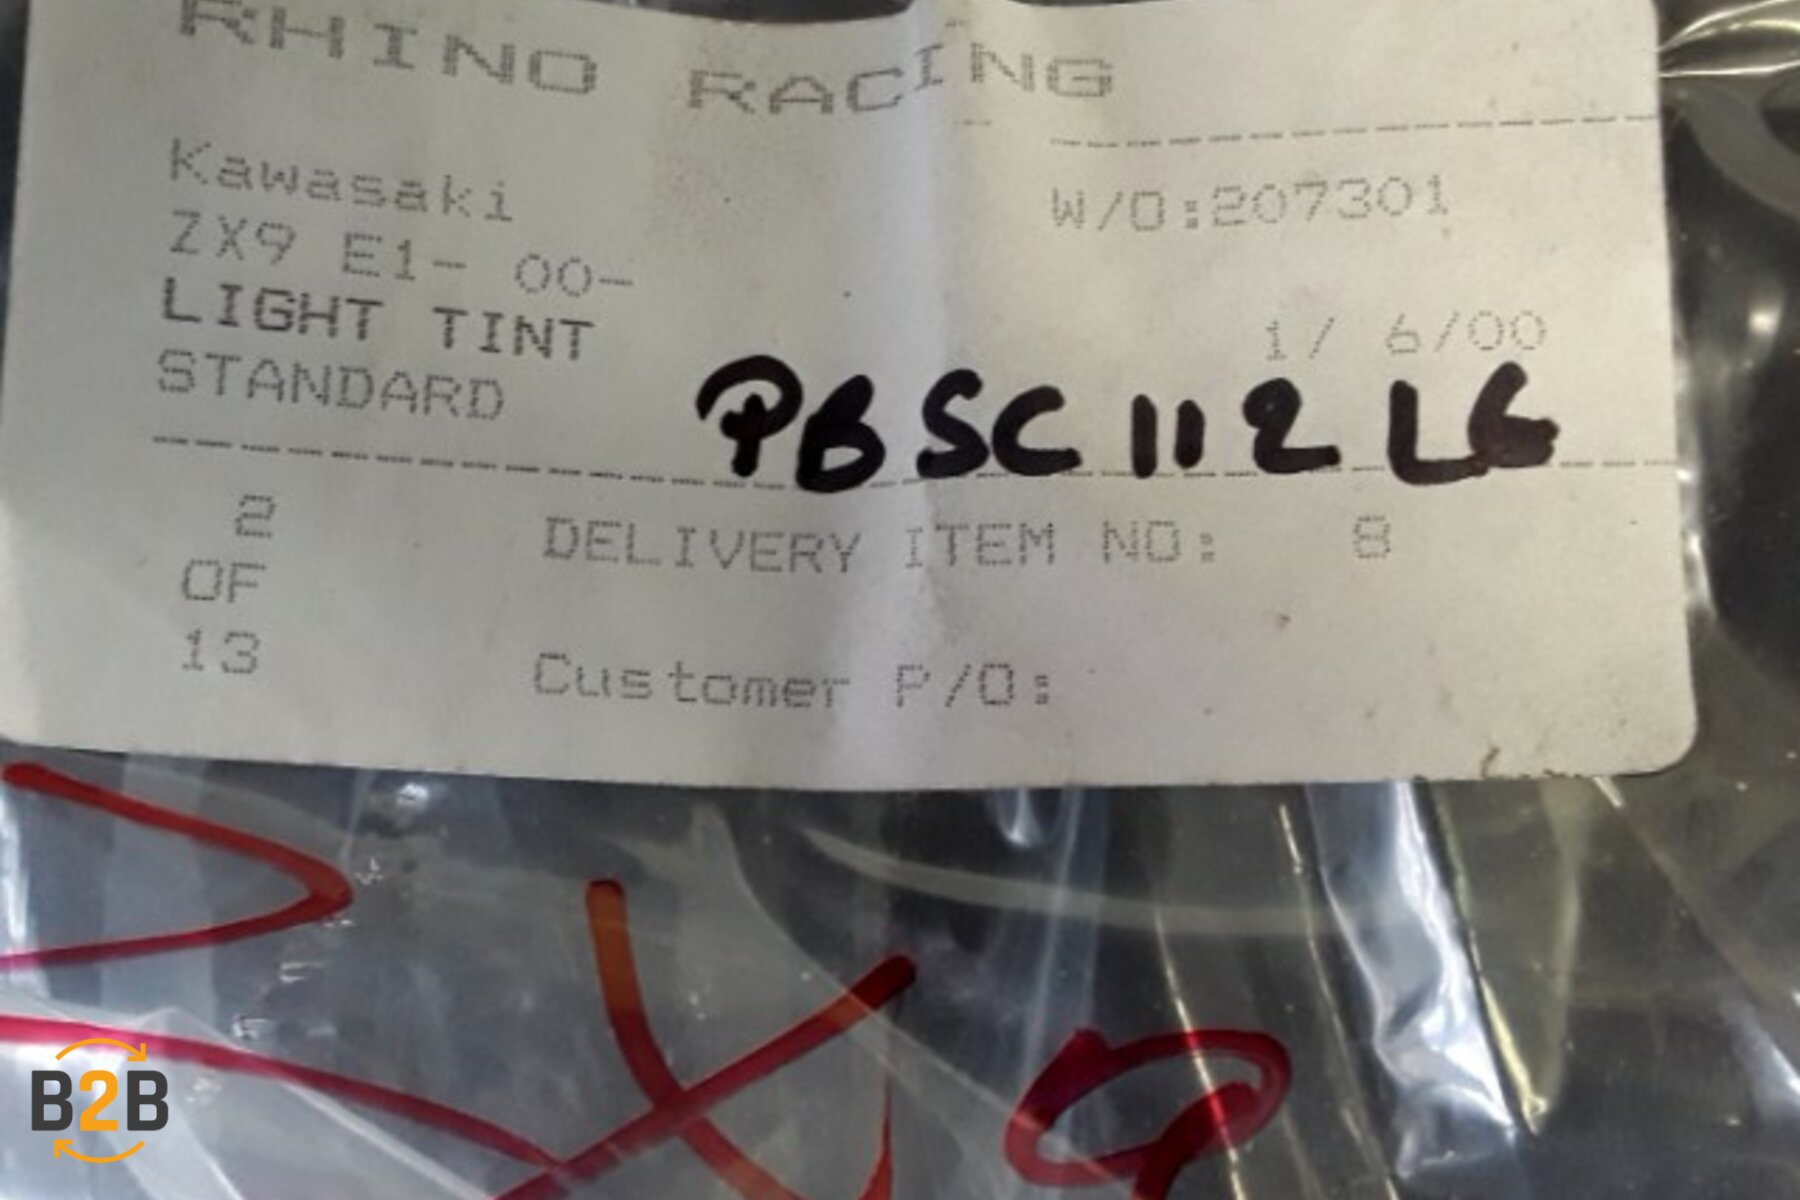 RHINO RACING
Kawasaki
W/O:207301
ZX9 E1- 00-
LIGHT TINT
1/ 6/00
STANDARD
PBSC112LG
2
OF
13
DELIVERY ITEM NO: 8
Customer P/O:
ZX9
B2B